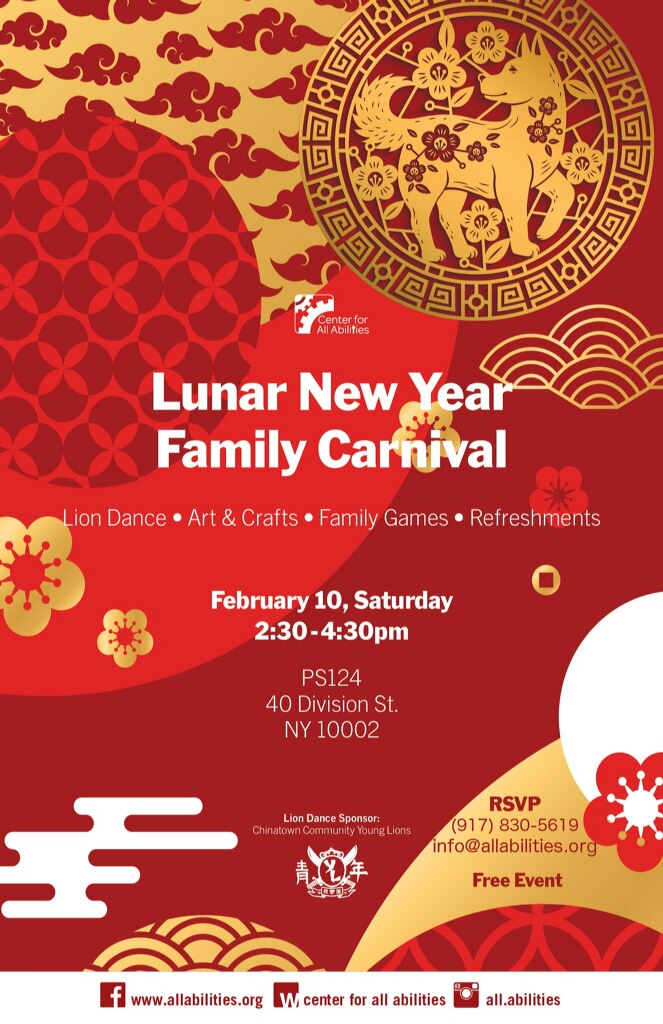 Center for
All Abilities
Lunar New Year
Family Carnival
Lion Dance • Art & Crafts • Family Games • Refreshments
February 10, Saturday
2:30-4:30pm
PS124
40 Division St.
NY 10002
Lion Dance Sponsor:
Chinatown Community Young Lions
青 年
RSVP
(917) 830-5619
info@allabilities.org
Free Event
f www.allabilities.org W center for all abilities all.abilities